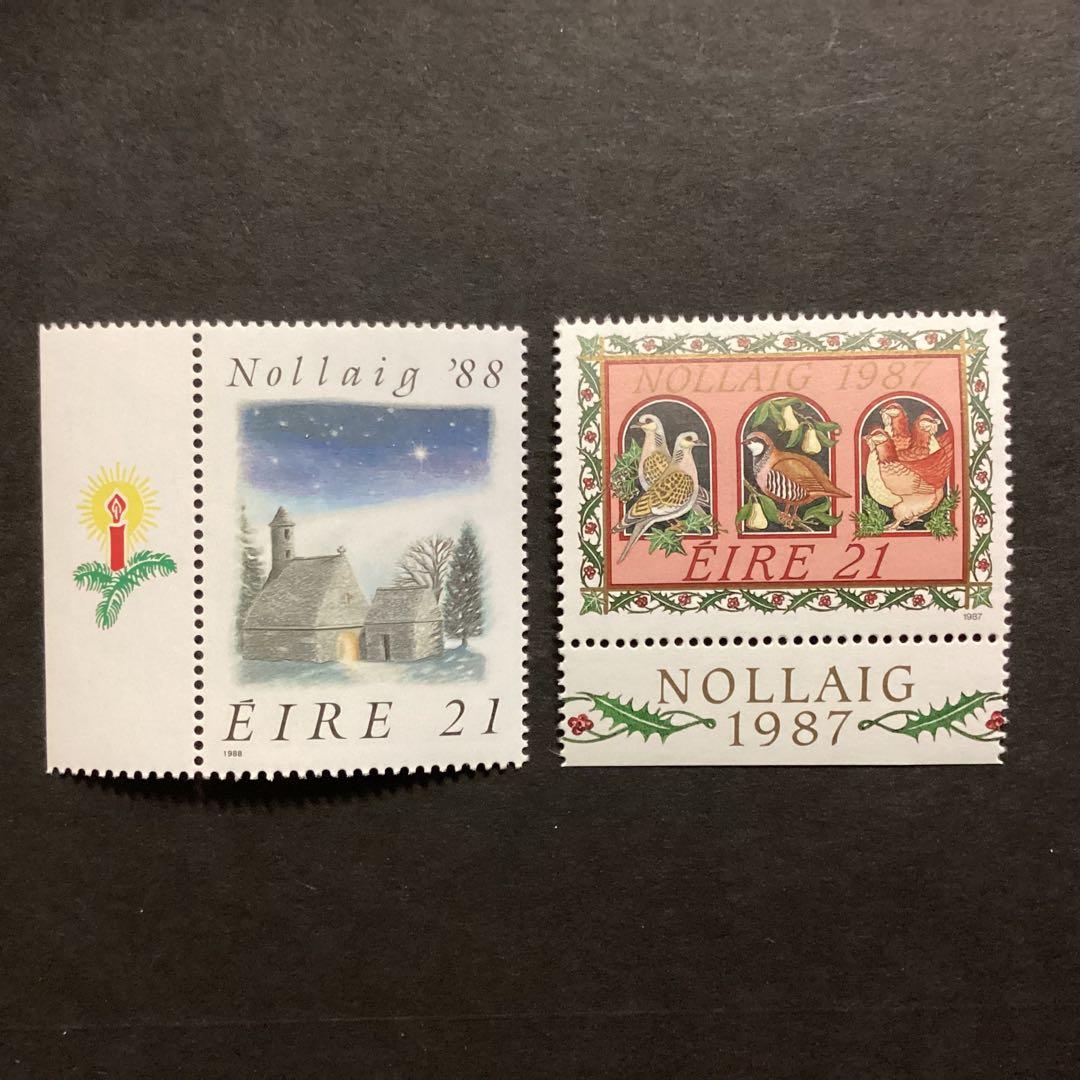 Nollaig '88
ÉIRE 21
1988
NOLLAIG 1987
ÉIRE 21
1987
NOLLAIG
1987